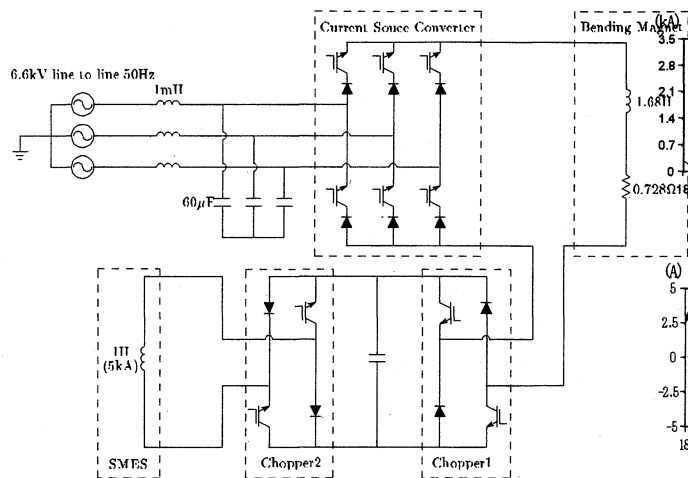 Current Souce Converter
Bending Magnet
(kA)
3.5
2.8
2.1
1.4
0.7
0
6.6kV line to line 50Hz
1mH
1.68H
60μF
0.728Ω
18
1H
(5kA)
(A)
5
2.5
0
-2.5
-5
18
SMES
Chopper2
Chopper1